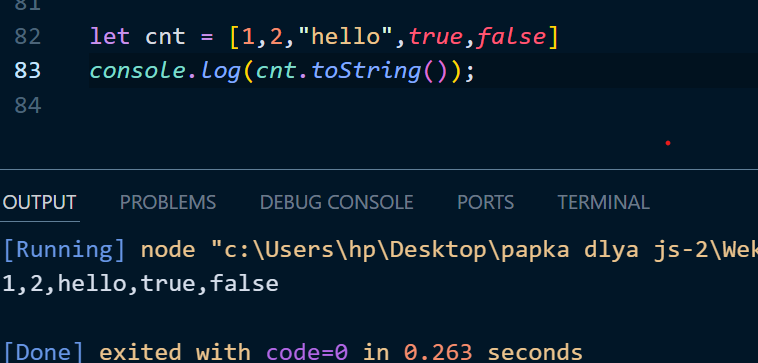 81
82 let cnt = [1,2,"hello",true,false]
83 console.log(cnt.toString());
84
OUTPUT PROBLEMS DEBUG CONSOLE PORTS TERMINAL
[Running] node "c:\Users\hp\Desktop\papka dlya js-2\Wek
1,2,hello,true,false
[Done] exited with code=0 in 0.263 seconds